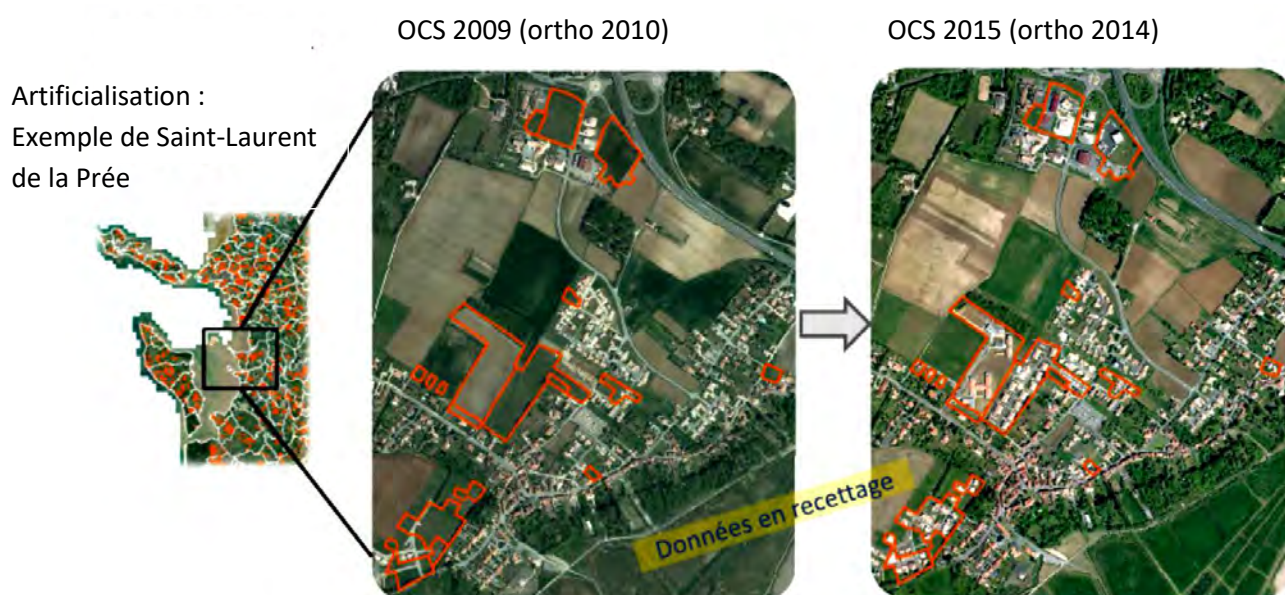 OCS 2009 (ortho 2010)
OCS 2015 (ortho 2014)
Artificialisation :
Exemple de Saint-Laurent
de la Prée
Données en recettage